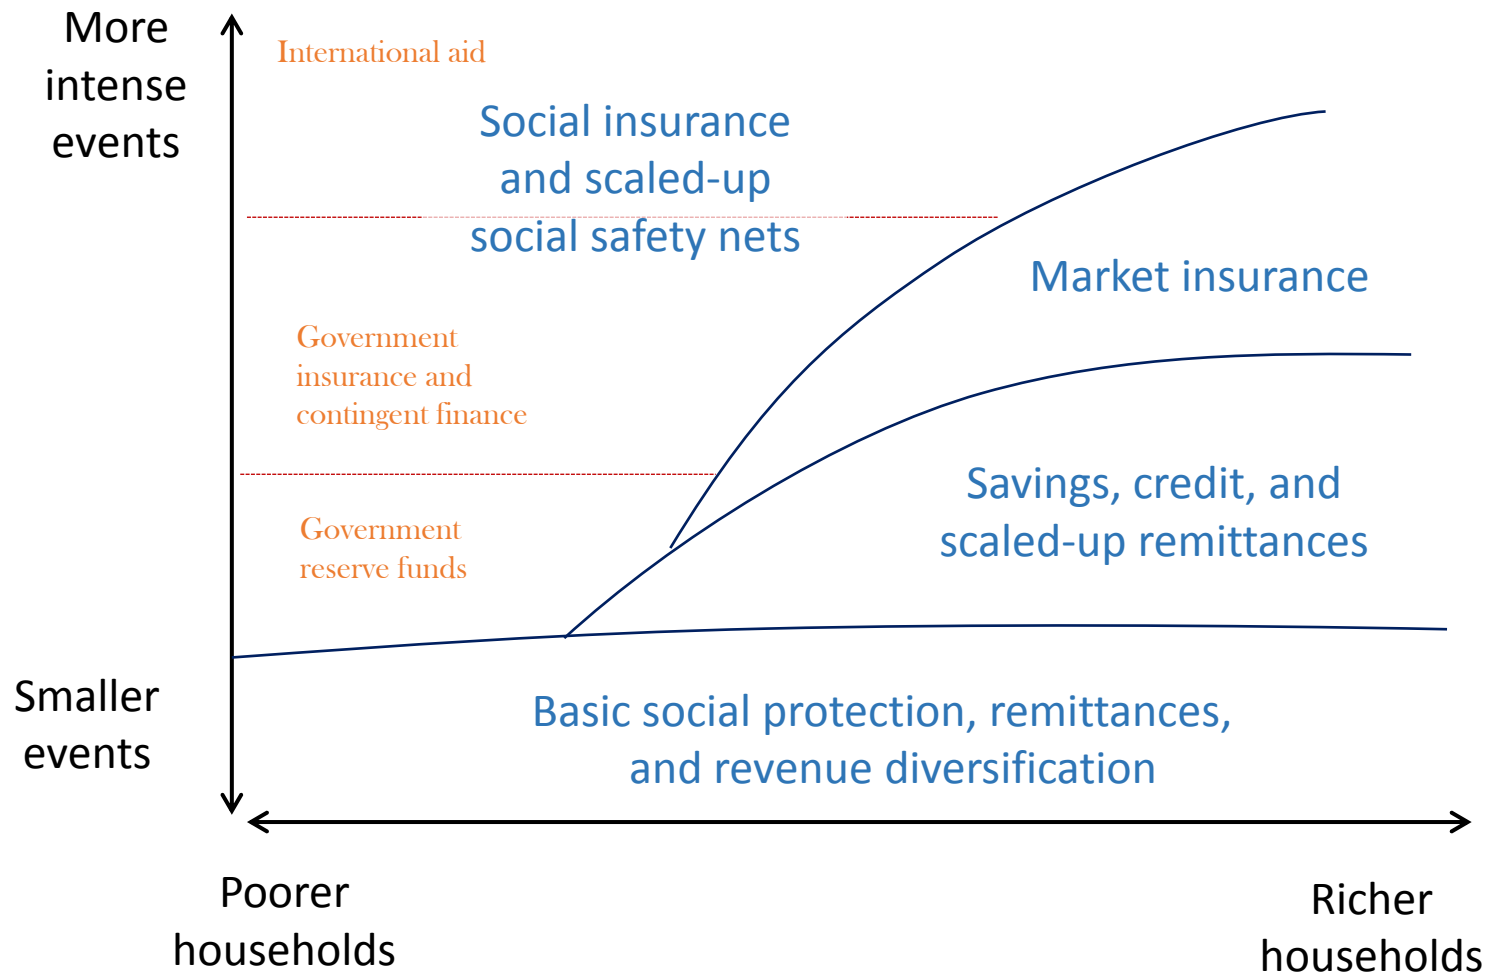 More
intense
events
International aid
Social insurance
and scaled-up
social safety nets
Market insurance
Government
insurance and
contingent finance
Savings, credit, and
scaled-up remittances
Government
reserve funds
Smaller
events
Basic social protection, remittances,
and revenue diversification
Poorer
households
Richer
households